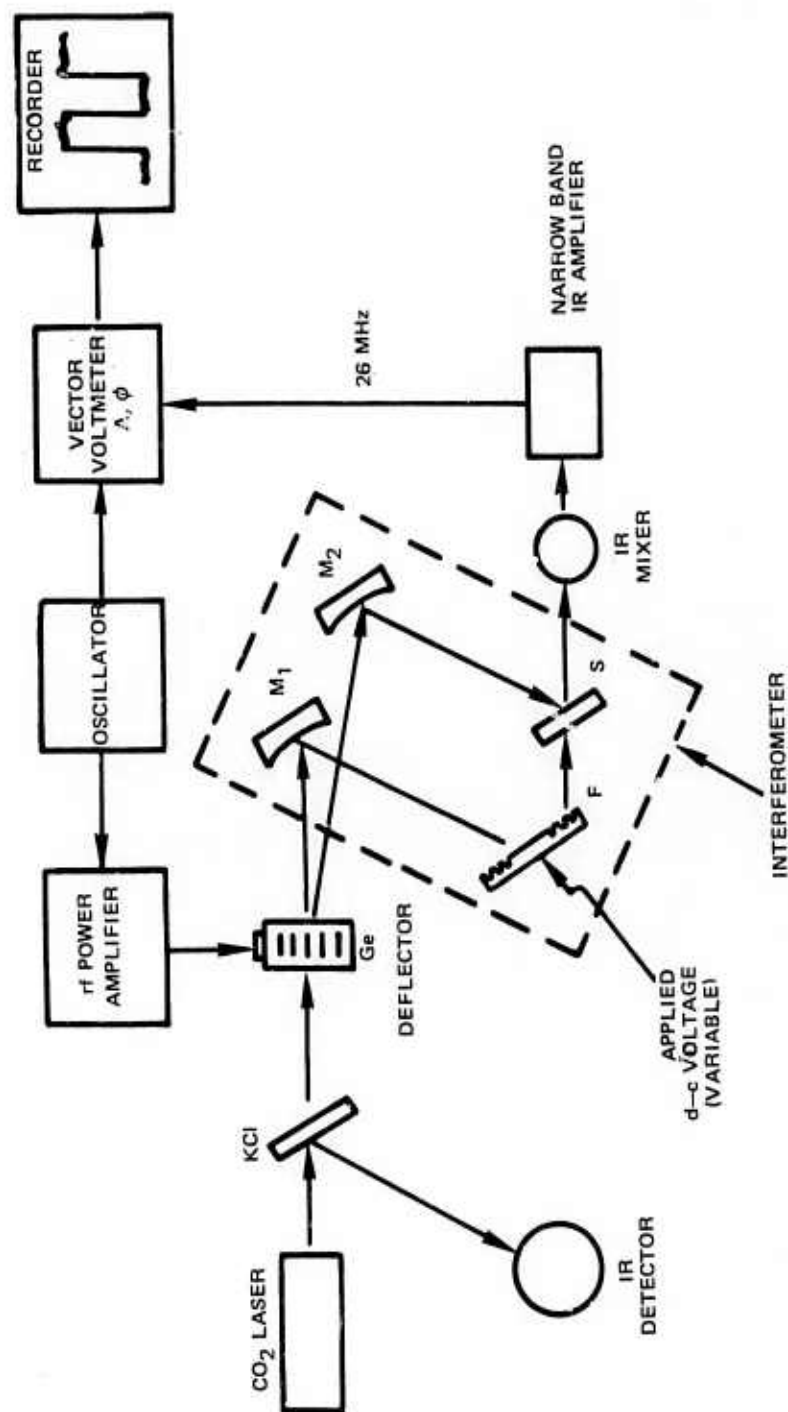 RECORDER
VECTOR
VOLTMETER
Λ, φ
OSCILLATOR
rf POWER
AMPLIFIER
26 MHz
NARROW BAND
IR AMPLIFIER
IR
MIXER
M2
M1
S
F
INTERFEROMETER
Ge
DEFLECTOR
APPLIED
d–c VOLTAGE
(VARIABLE)
KCl
CO2 LASER
IR
DETECTOR